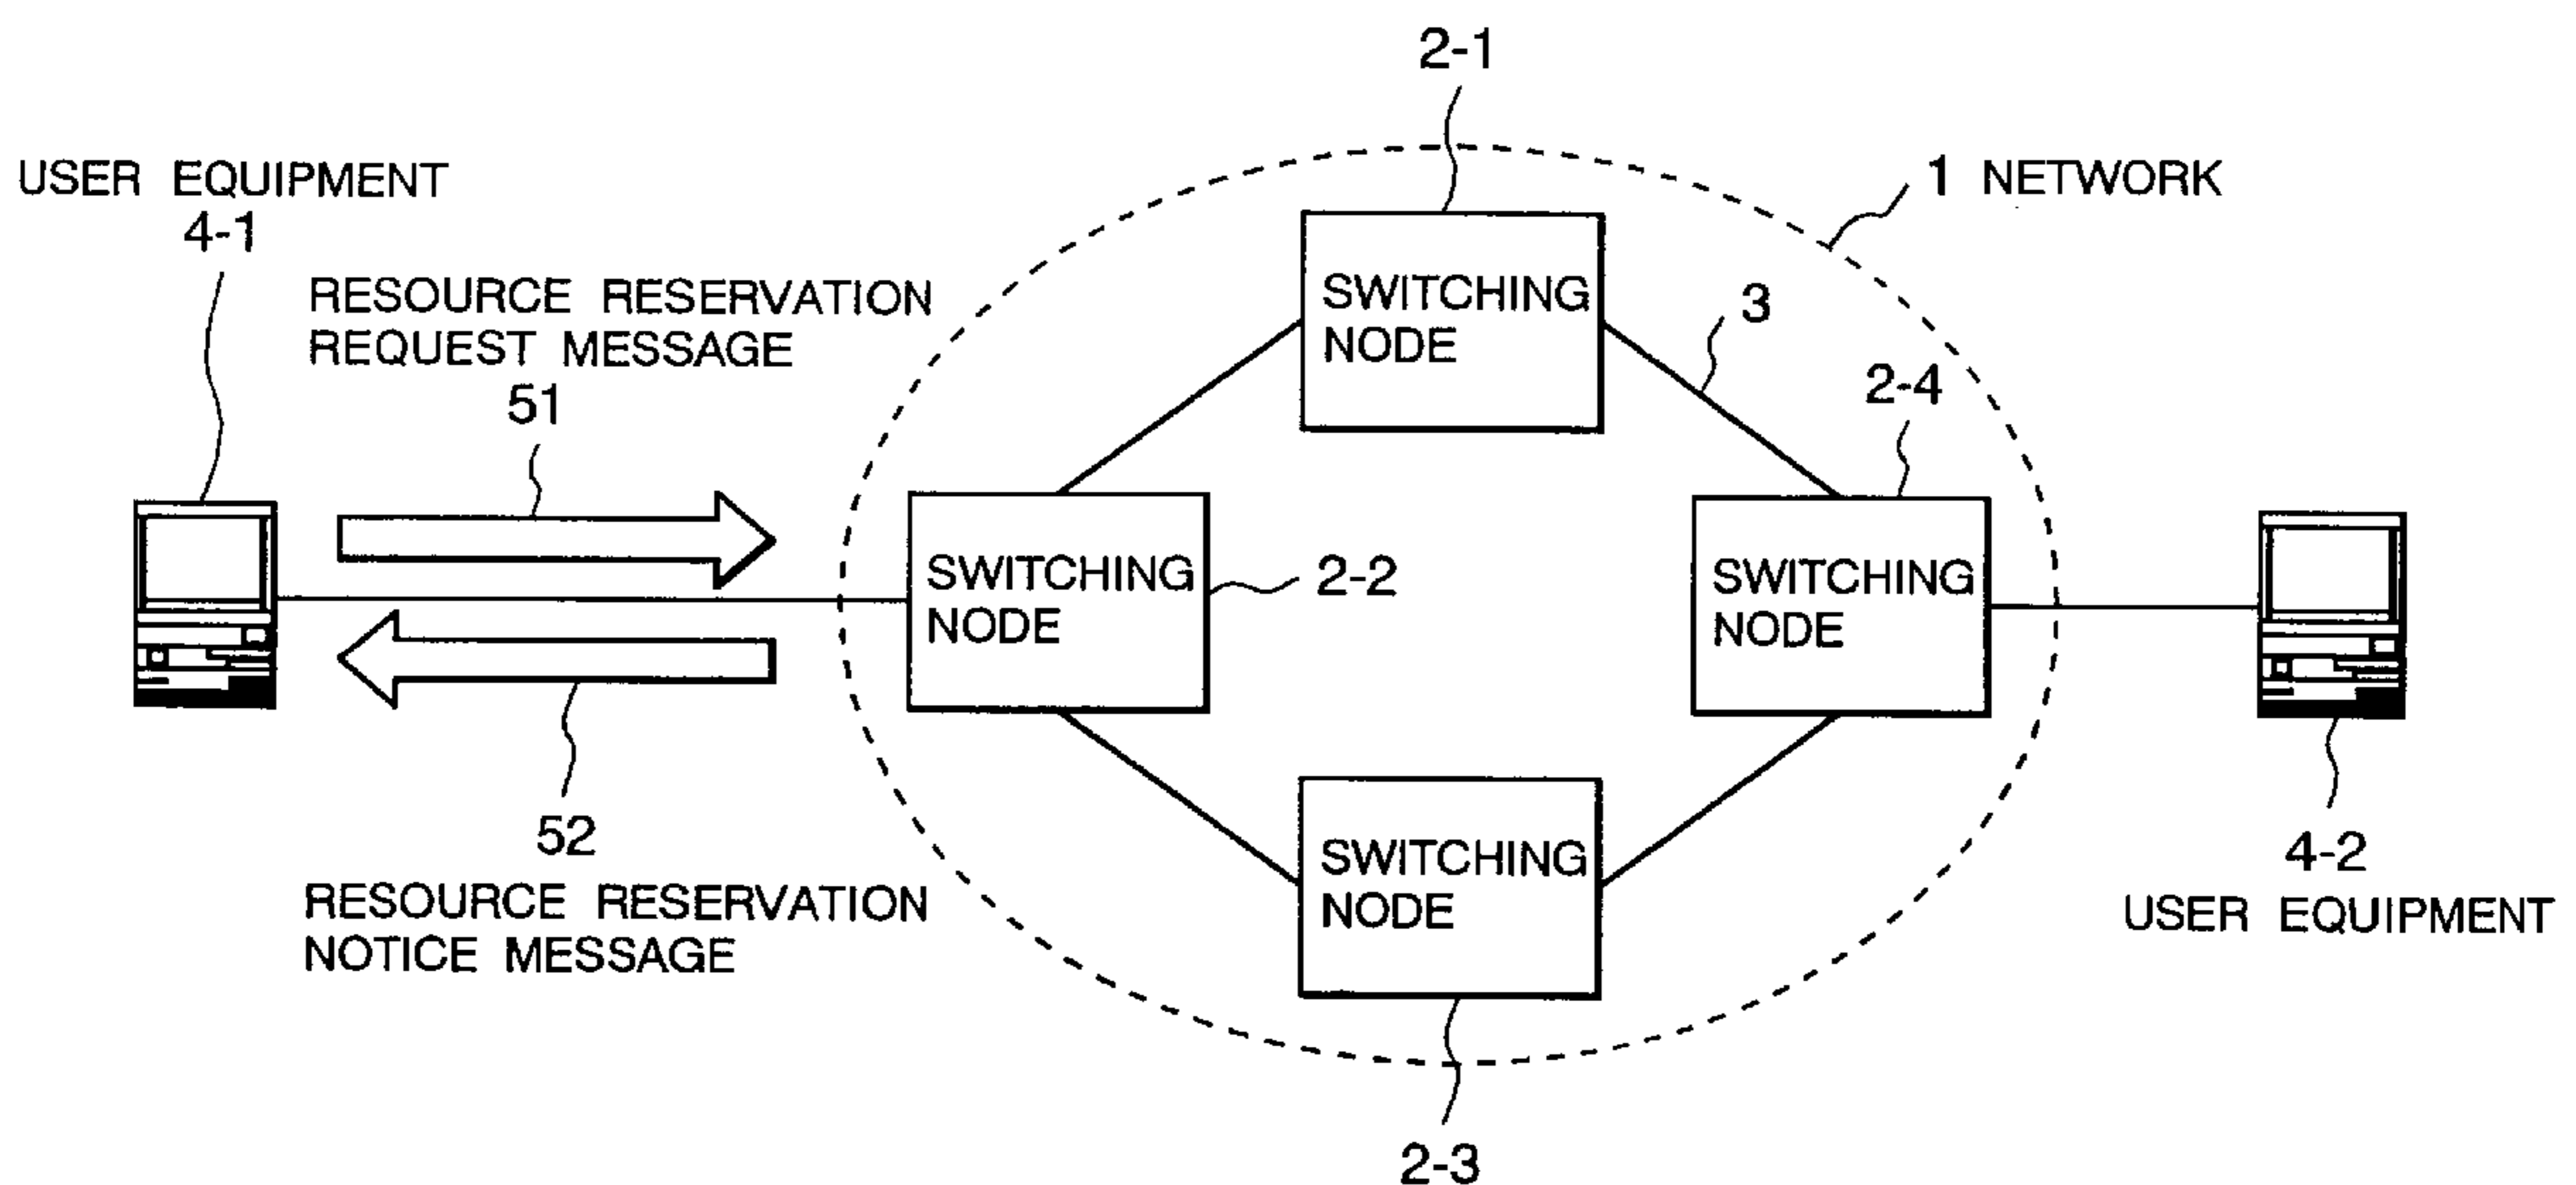 2-1
1 NETWORK
USER EQUIPMENT
4-1
RESOURCE RESERVATION
REQUEST MESSAGE
51
SWITCHING
NODE
3
2-4
SWITCHING
NODE
2-2
SWITCHING
NODE
52
RESOURCE RESERVATION
NOTICE MESSAGE
SWITCHING
NODE
2-3
4-2
USER EQUIPMENT